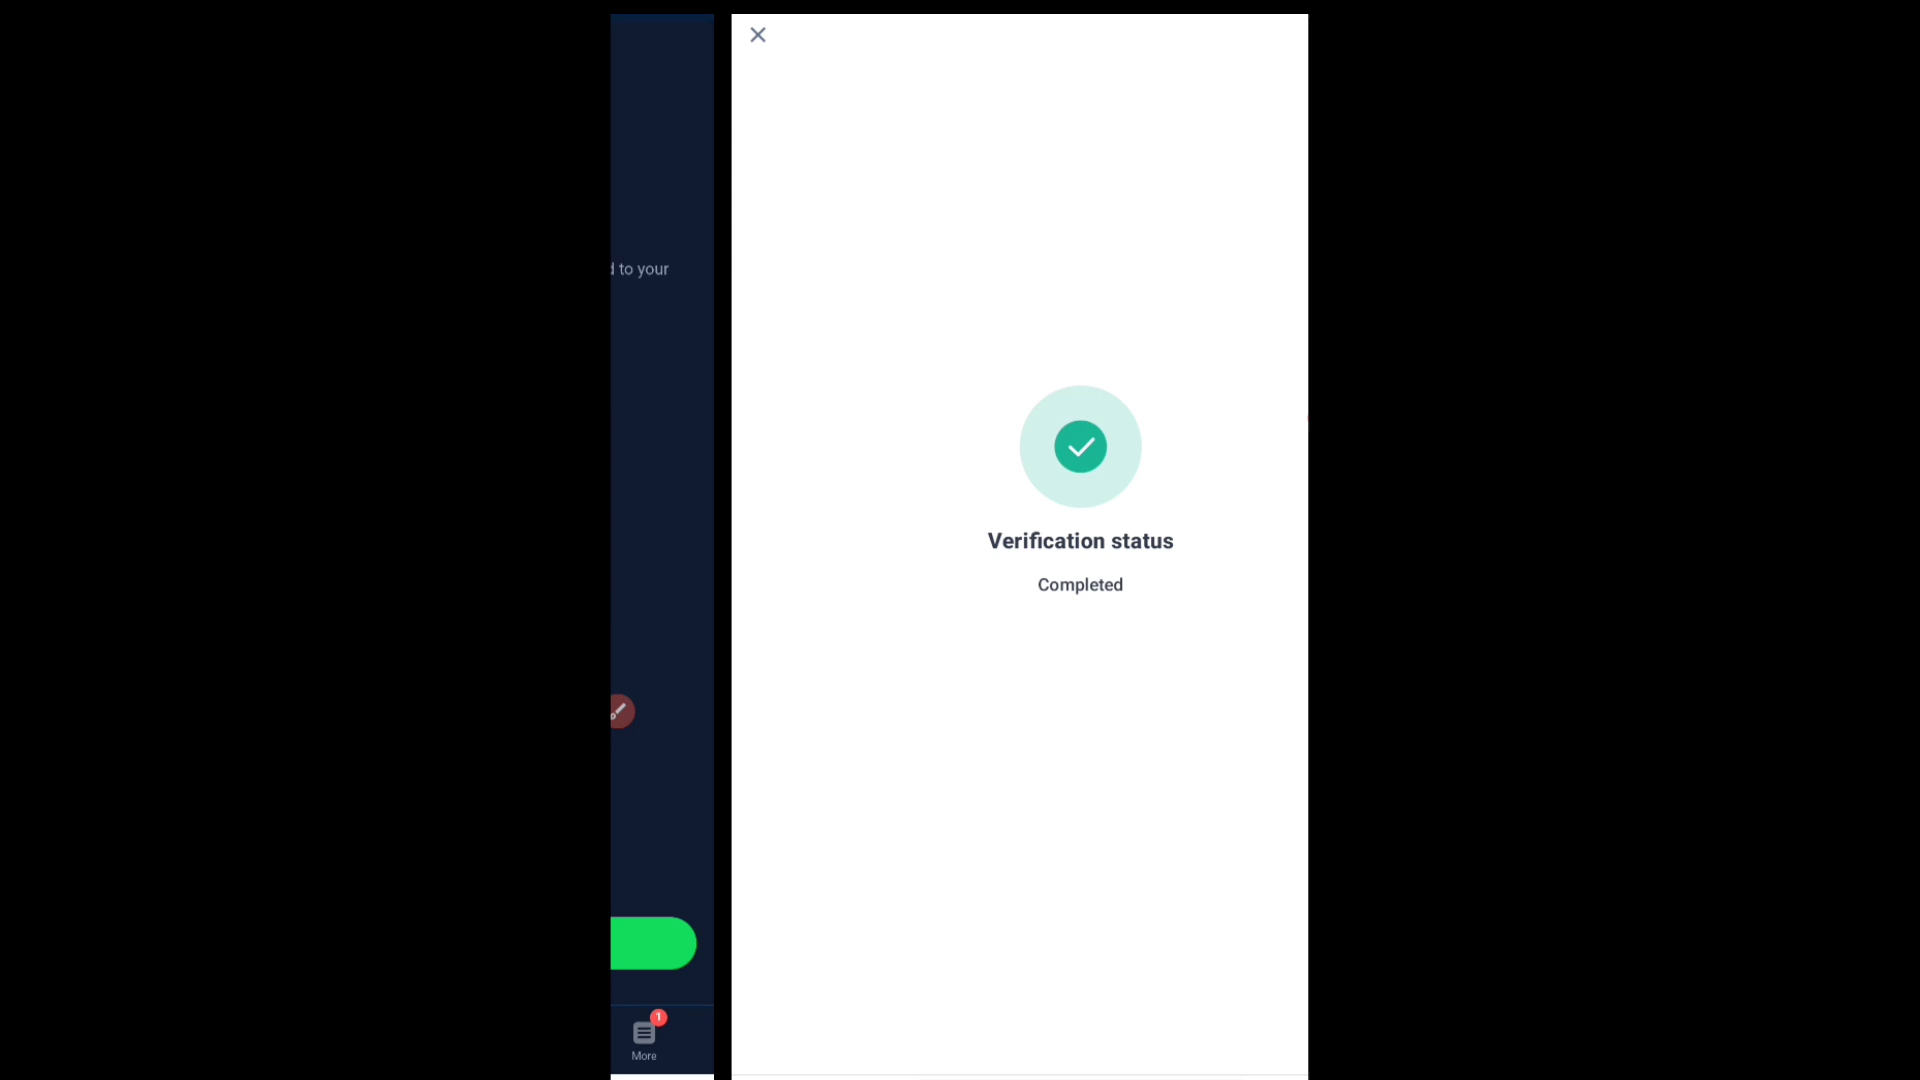 to your
Verification status
Completed
1
More